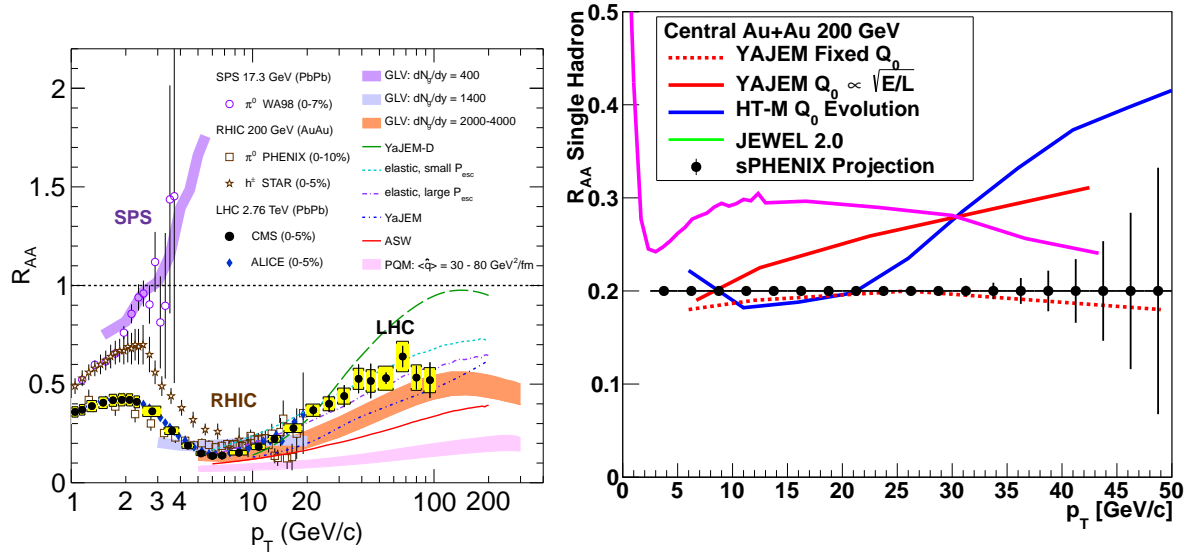 2
1.5
1
0.5
0
R_AA
1
2
3
4
10
20
100
200
p_T (GeV/c)
SPS 17.3 GeV (PbPb)
π⁰ WA98 (0-7%)
RHIC 200 GeV (AuAu)
π⁰ PHENIX (0-10%)
h± STAR (0-5%)
LHC 2.76 TeV (PbPb)
CMS (0-5%)
ALICE (0-5%)
GLV: dN_g/dy = 400
GLV: dN_g/dy = 1400
GLV: dN_g/dy = 2000-4000
YaJEM-D
elastic, small P_esc
elastic, large P_esc
YaJEM
ASW
PQM: <q̂> = 30 - 80 GeV²/fm
SPS
RHIC
LHC
0.5
0.4
0.3
0.2
0.1
R_AA Single Hadron
0
5
10
15
20
25
30
35
40
45
50
p_T [GeV/c]
Central Au+Au 200 GeV
YAJEM Fixed Q_0
YAJEM Q_0 ∝ √E/L
HT-M Q_0 Evolution
JEWEL 2.0
sPHENIX Projection